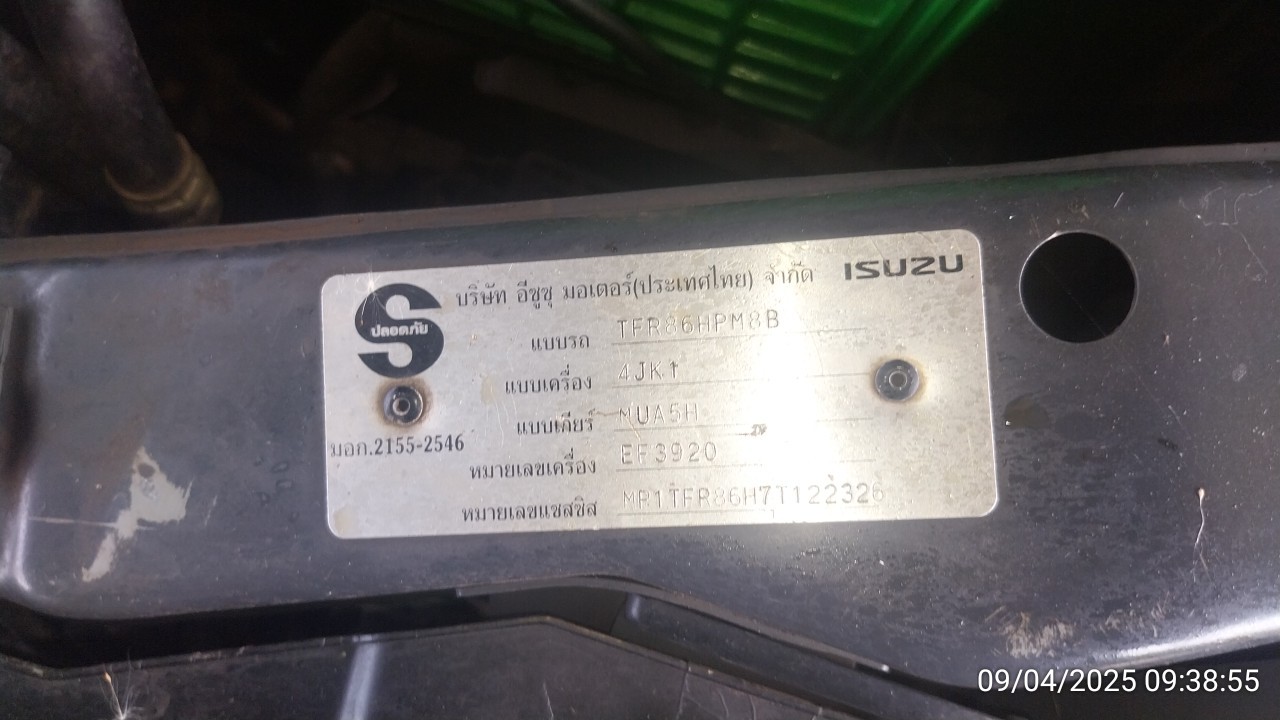 บริษัท อีซูซุ มอเตอร์(ประเทศไทย) จำกัด ISUZU
ปลอดภัย
แบบรถ TFR86HPM8B
แบบเครื่อง 4JK1
แบบเกียร์ MUA5H
มอก.2155-2546
หมายเลขเครื่อง EF3920
หมายเลขแชสซิส MP1TFR86H7T122326
09/04/2025 09:38:55